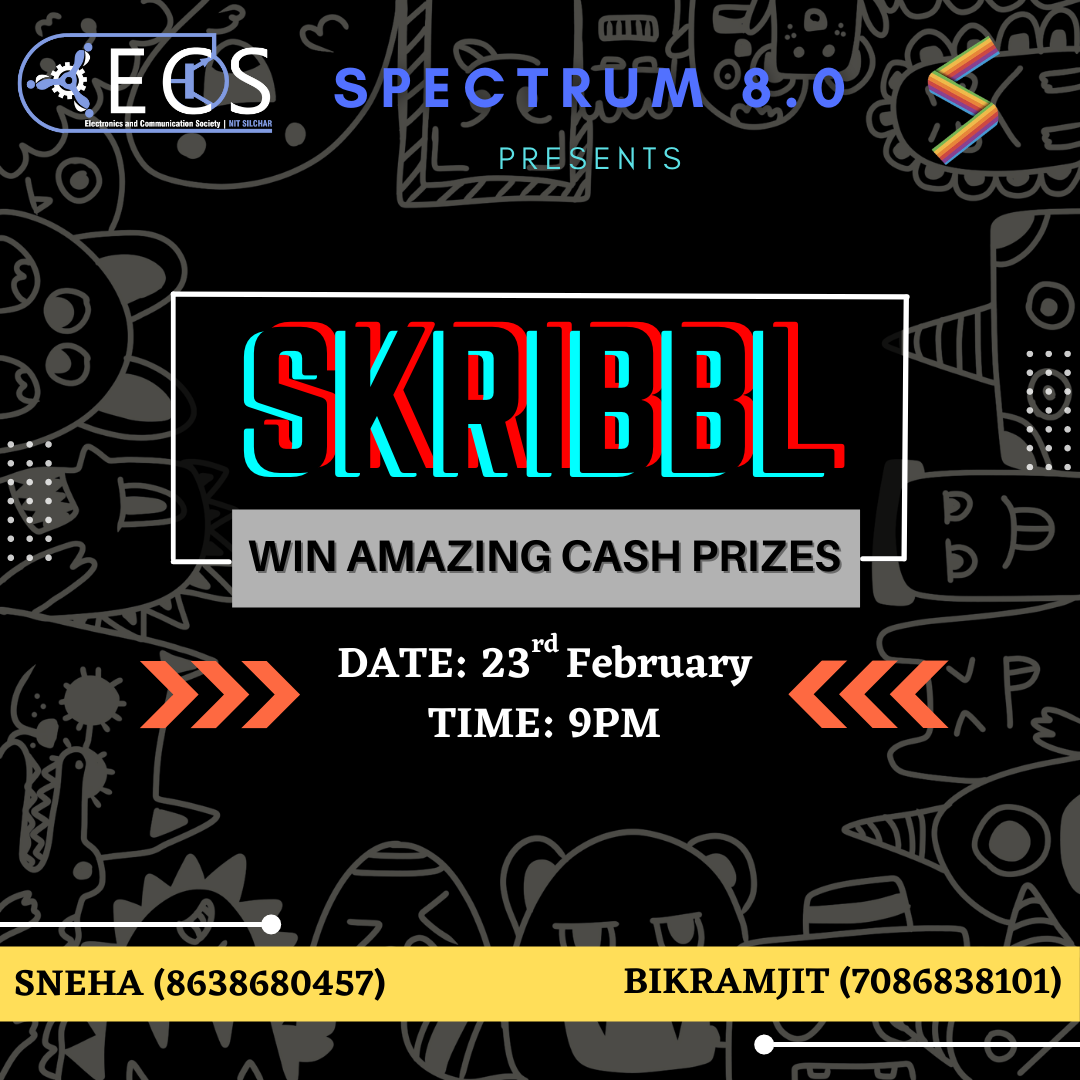 ECS
Electronics and Communication Society | NIT SILCHAR
SPECTRUM 8.0
PRESENTS
SKRIBBL
WIN AMAZING CASH PRIZES
DATE: 23rd February
TIME: 9PM
SNEHA (8638680457)
BIKRAMJIT (7086838101)